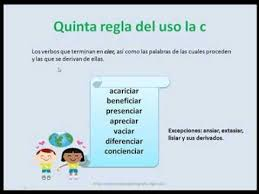 Quinta regla del uso la c
Los verbos que terminan en ciar, así como las palabras de las cuales proceden
y las que se derivan de ellas.
acariciar
beneficiar
presenciar
apreciar
vaciar
diferenciar
concienciar
Excepciones: ansiar, extasiar,
lisiar y sus derivados.